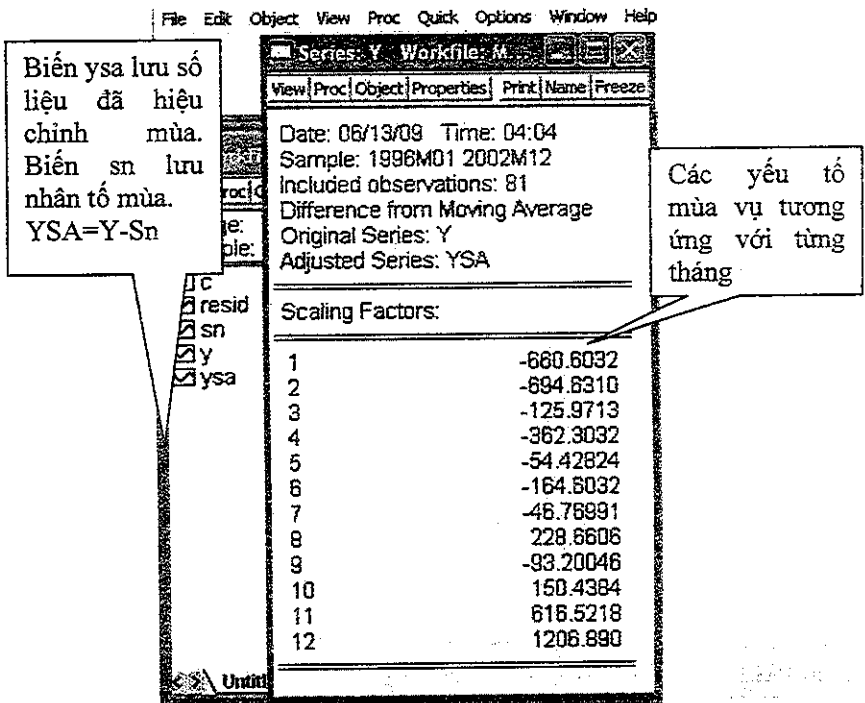 File Edit Object View Proc Quick Options Window Help
Biến ysa lưu số
liệu đã hiệu
chỉnh mùa.
Biến sn lưu
nhân tố mùa.
YSA=Y-Sn
Series: Y Workfile: M...
View Proc Object Properties Print Name Freeze
Date: 06/13/09 Time: 04:04
Sample: 1996M01 2002M12
Included observations: 81
Difference from Moving Average
Original Series: Y
Adjusted Series: YSA
Scaling Factors:
1 -660.6032
2 -694.6310
3 -125.9713
4 -362.3032
5 -54.42824
6 -164.6032
7 -46.76991
8 228.6606
9 -93.20046
10 150.4384
11 616.5218
12 1206.890
Các yếu tố
mùa vụ tương
ứng với từng
tháng
c
resid
sn
y
ysa
Untitl